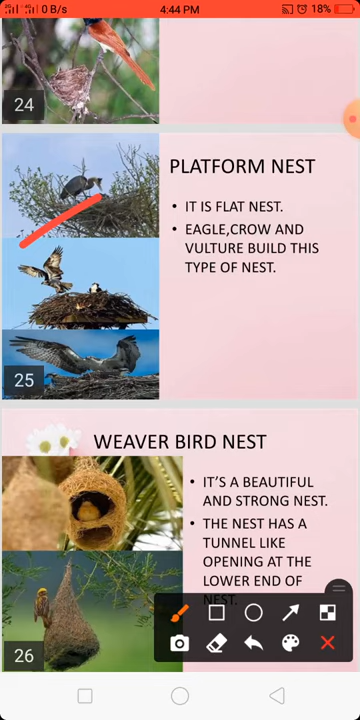 0 B/s
4:44 PM
18%
24
PLATFORM NEST
• IT IS FLAT NEST.
• EAGLE,CROW AND
VULTURE BUILD THIS
TYPE OF NEST.
25
WEAVER BIRD NEST
• IT'S A BEAUTIFUL
AND STRONG NEST.
• THE NEST HAS A
TUNNEL LIKE
OPENING AT THE
LOWER END OF
NEST.
26